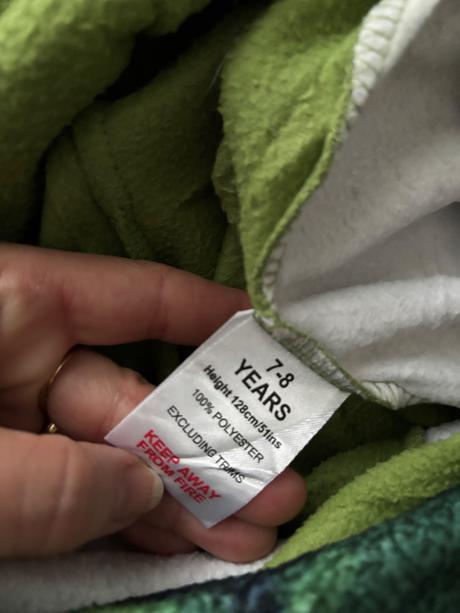 7-8
YEARS
Height 128cm/51ins
100% POLYESTER
EXCLUDING TRIMS
KEEP AWAY
FROM FIRE